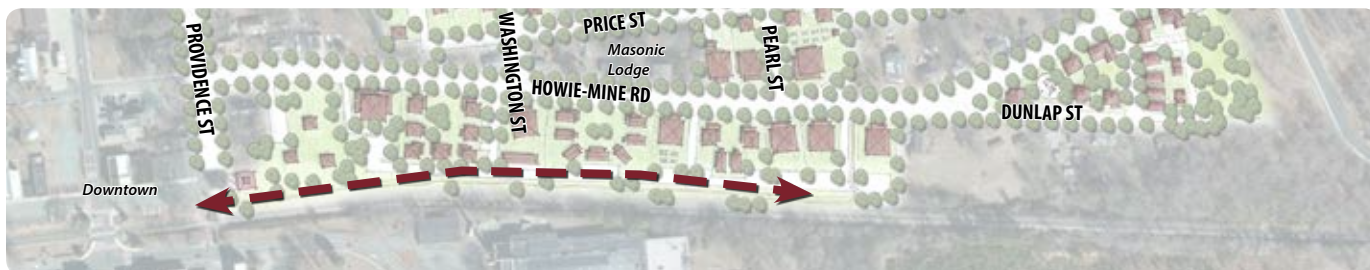 PROVIDENCE ST
WASHINGTON ST
PRICE ST
Masonic
Lodge
PEARL ST
HOWIE-MINE RD
DUNLAP ST
Downtown